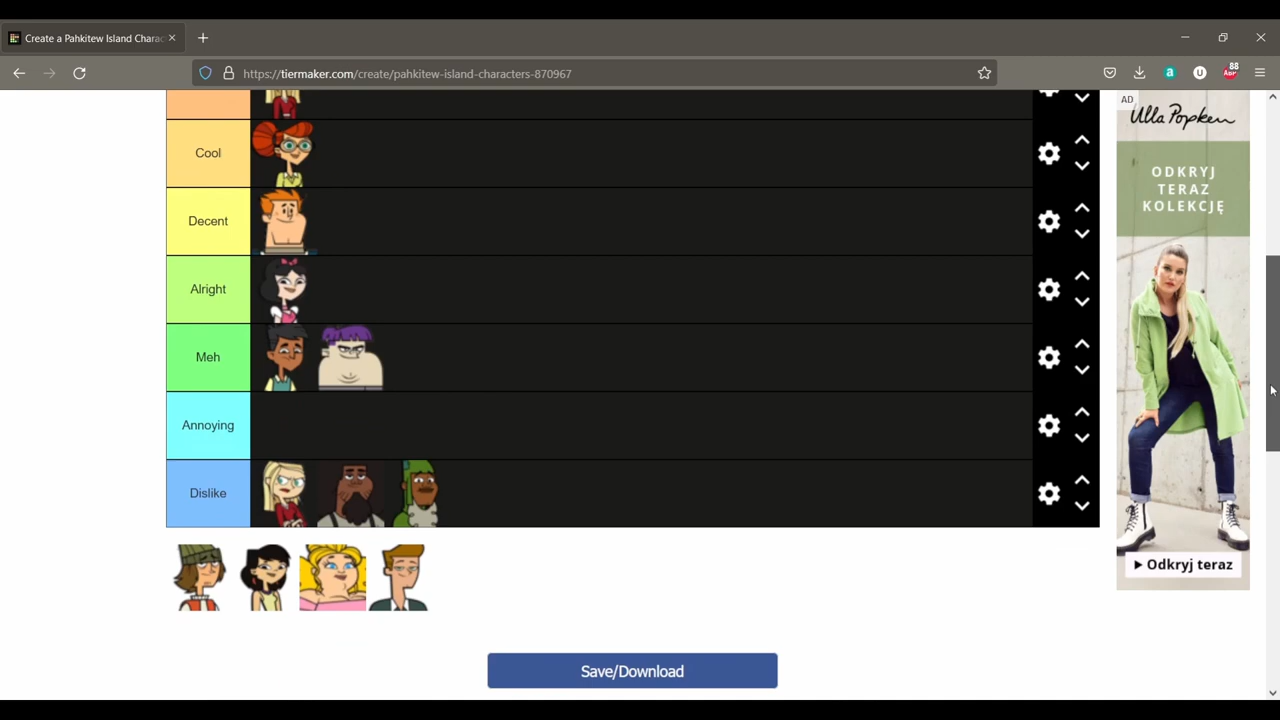 Create a Pahkitew Island Charac
https://tiermaker.com/create/pahkitew-island-characters-870967
88
ABP
a
U
AD
Ulla Popken
ODKRYJ
TERAZ
KOLEKCJĘ
Cool
Decent
Alright
Meh
Annoying
Dislike
Odkryj teraz
Save/Download